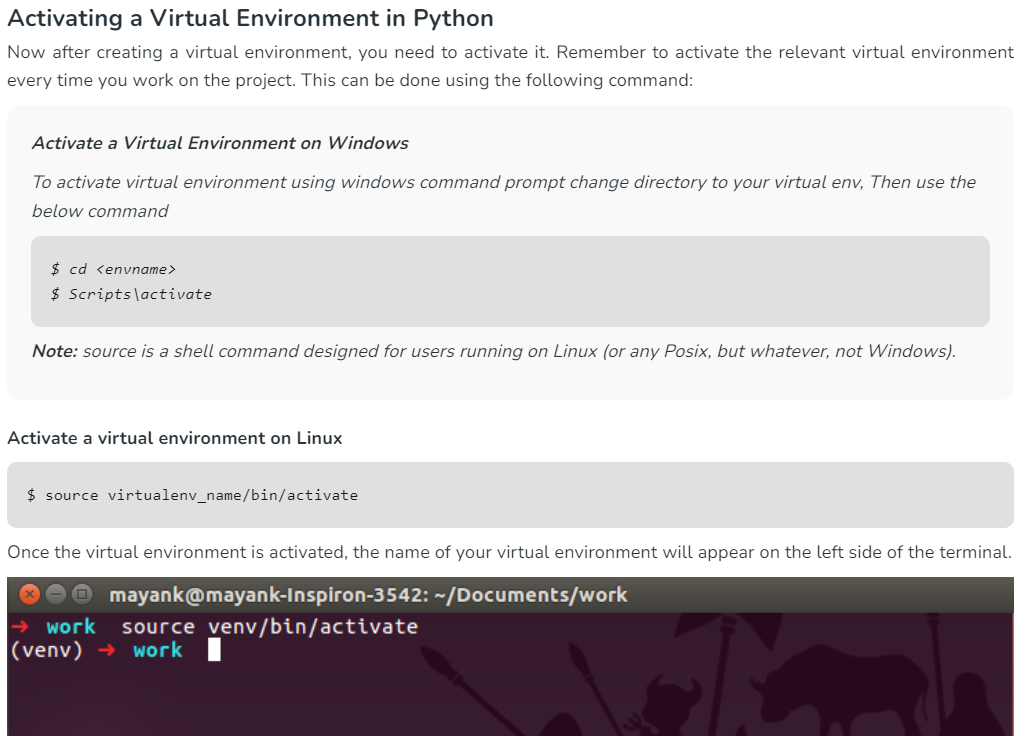 Activating a Virtual Environment in Python
Now after creating a virtual environment, you need to activate it. Remember to activate the relevant virtual environment
every time you work on the project. This can be done using the following command:
Activate a Virtual Environment on Windows
To activate virtual environment using windows command prompt change directory to your virtual env, Then use the
below command
$ cd <envname>
$ Scripts\activate
Note: source is a shell command designed for users running on Linux (or any Posix, but whatever, not Windows).
Activate a virtual environment on Linux
$ source virtualenv_name/bin/activate
Once the virtual environment is activated, the name of your virtual environment will appear on the left side of the terminal.
mayank@mayank-Inspiron-3542: ~/Documents/work
➜ work source venv/bin/activate
(venv) ➜ work